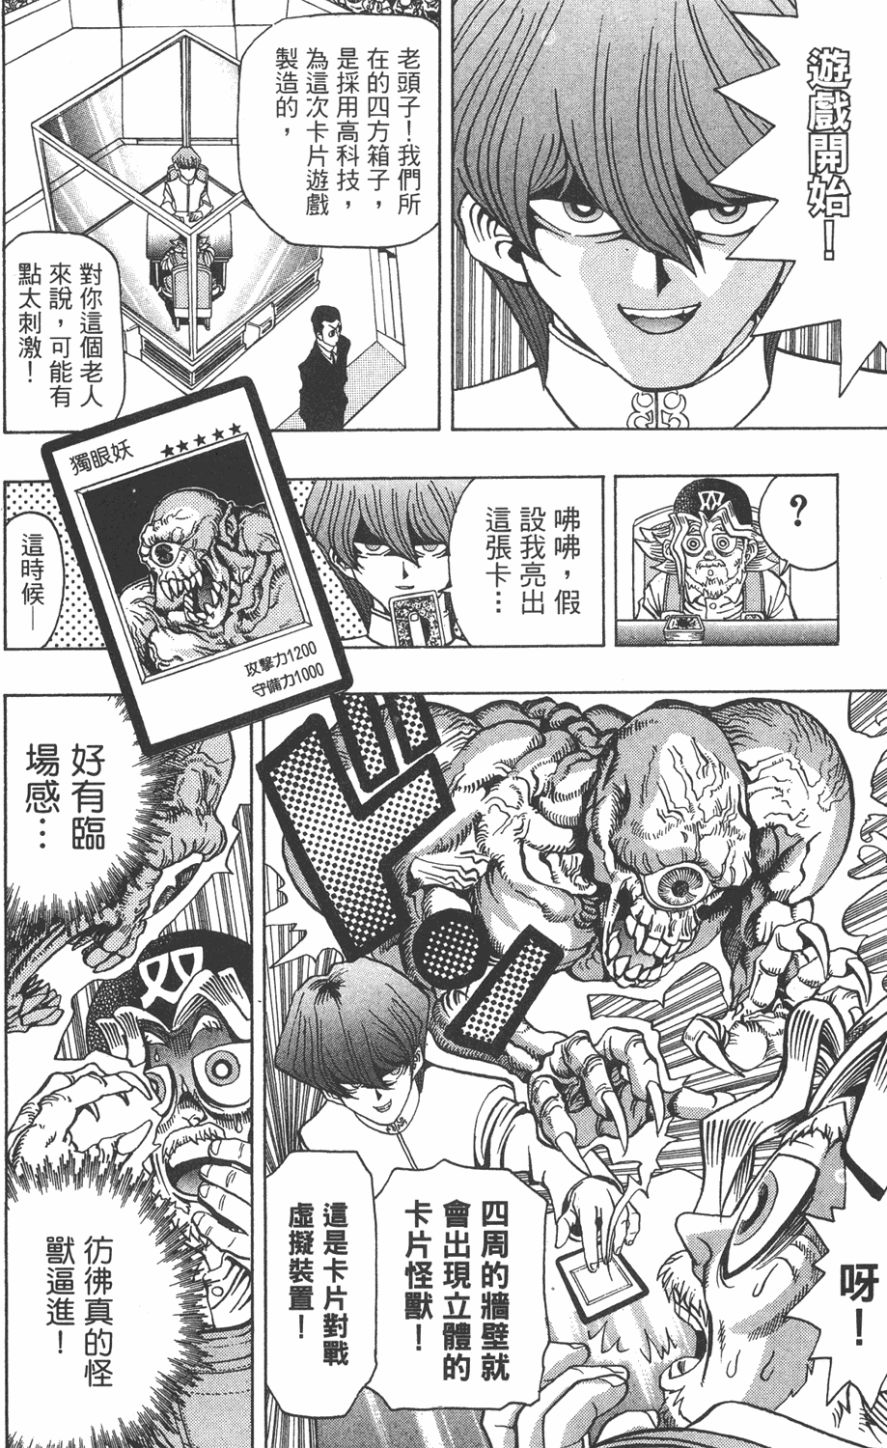 遊戲開始！
老頭子！我們所
在的四方箱子，
是採用高科技，
為這次卡片遊戲
製造的，
對你這個老人
來說，可能有
點太刺激！
？
咈咈，假
設我亮出
這張卡…
獨眼妖
★★★★★
攻擊力1200
守備力1000
這時候—
ドドーン
呀！
四周的牆壁就
會出現立體的
卡片怪獸！
這是卡片對戰
虛擬裝置！
好有臨
場感…
彷彿真的怪
獸逼進！